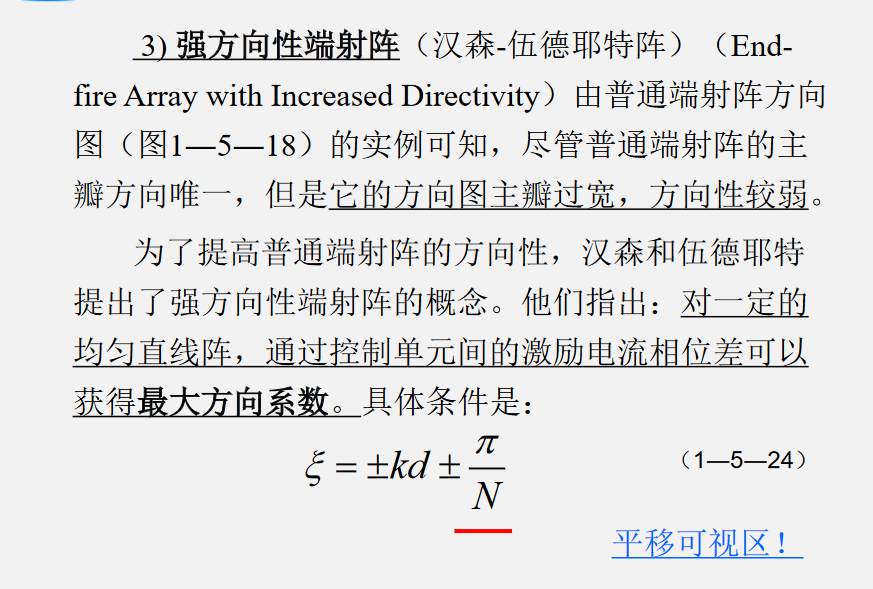 3) 强方向性端射阵（汉森-伍德耶特阵）（End-
fire Array with Increased Directivity）由普通端射阵方向
图（图1—5—18）的实例可知，尽管普通端射阵的主
瓣方向唯一，但是它的方向图主瓣过宽，方向性较弱。
为了提高普通端射阵的方向性，汉森和伍德耶特
提出了强方向性端射阵的概念。他们指出：对一定的
均匀直线阵，通过控制单元间的激励电流相位差可以
获得最大方向系数。具体条件是：
ξ = ±kd ± π/N （1—5—24）
平移可视区！